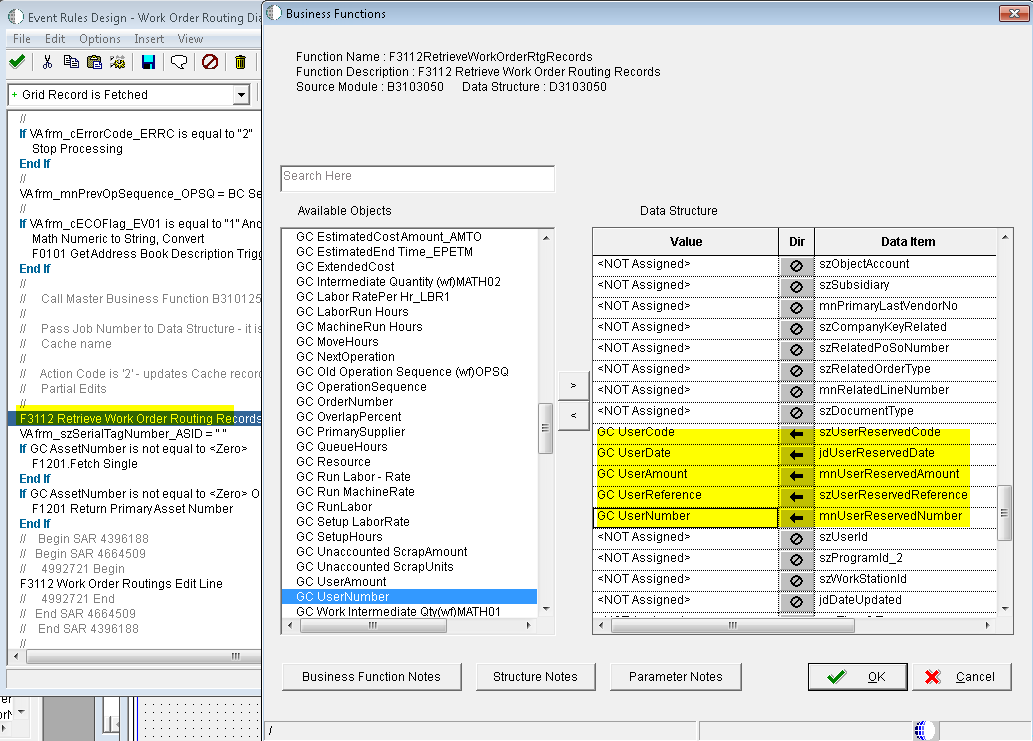 Event Rules Design - Work Order Routing Dia
File Edit Options Insert View
+ Grid Record is Fetched
//
If VAfrm_cErrorCode_ERRC is equal to "2"
Stop Processing
End If
//
VAfrm_mnPrevOpSequence_OPSQ = BC Se
//
If VAfrm_cECOFlag_EV01 is equal to "1" And
Math Numeric to String, Convert
F0101 Get Address Book Description Trigg
End If
//
// Call Master Business Function B310125
//
// Pass Job Number to Data Structure - it is
// Cache name
//
// Action Code is '2' - updates Cache record
// Partial Edits
//
F3112 Retrieve Work Order Routing Records
VAfrm_szSerialTagNumber_ASID = " "
If GC AssetNumber is not equal to <Zero>
F1201.Fetch Single
End If
If GC AssetNumber is not equal to <Zero> O
F1201 Return Primary Asset Number
End If
// Begin SAR 4396188
// Begin SAR 4664509
// 4992721 Begin
F3112 Work Order Routings Edit Line
// 4992721 End
// End SAR 4664509
// End SAR 4396188
//
Business Functions
Function Name : F3112RetrieveWorkOrderRtgRecords
Function Description : F3112 Retrieve Work Order Routing Records
Source Module : B3103050 Data Structure : D3103050
Search Here
Available Objects
GC EstimatedCostAmount_AMTO
GC EstimatedEnd Time_EPETM
GC ExtendedCost
GC Intermediate Quantity (wf)MATH02
GC Labor RatePer Hr_LBR1
GC LaborRun Hours
GC MachineRun Hours
GC MoveHours
GC NextOperation
GC Old Operation Sequence (wf)OPSQ
GC OperationSequence
GC OrderNumber
GC OverlapPercent
GC PrimarySupplier
GC QueueHours
GC Resource
GC Run Labor - Rate
GC Run MachineRate
GC RunLabor
GC Setup LaborRate
GC SetupHours
GC Unaccounted ScrapAmount
GC Unaccounted ScrapUnits
GC UserAmount
GC UserNumber
GC Work Intermediate Qty(wf)MATH01
>
<
Data Structure
Value Dir Data Item
<NOT Assigned> szObjectAccount
<NOT Assigned> szSubsidiary
<NOT Assigned> mnPrimaryLastVendorNo
<NOT Assigned> szCompanyKeyRelated
<NOT Assigned> szRelatedPoSoNumber
<NOT Assigned> szRelatedOrderType
<NOT Assigned> mnRelatedLineNumber
<NOT Assigned> szDocumentType
GC UserCode szUserReservedCode
GC UserDate jdUserReservedDate
GC UserAmount mnUserReservedAmount
GC UserReference szUserReservedReference
GC UserNumber mnUserReservedNumber
<NOT Assigned> szUserId
<NOT Assigned> szProgramId_2
<NOT Assigned> szWorkStationId
<NOT Assigned> jdDateUpdated
Business Function Notes Structure Notes Parameter Notes OK Cancel
/